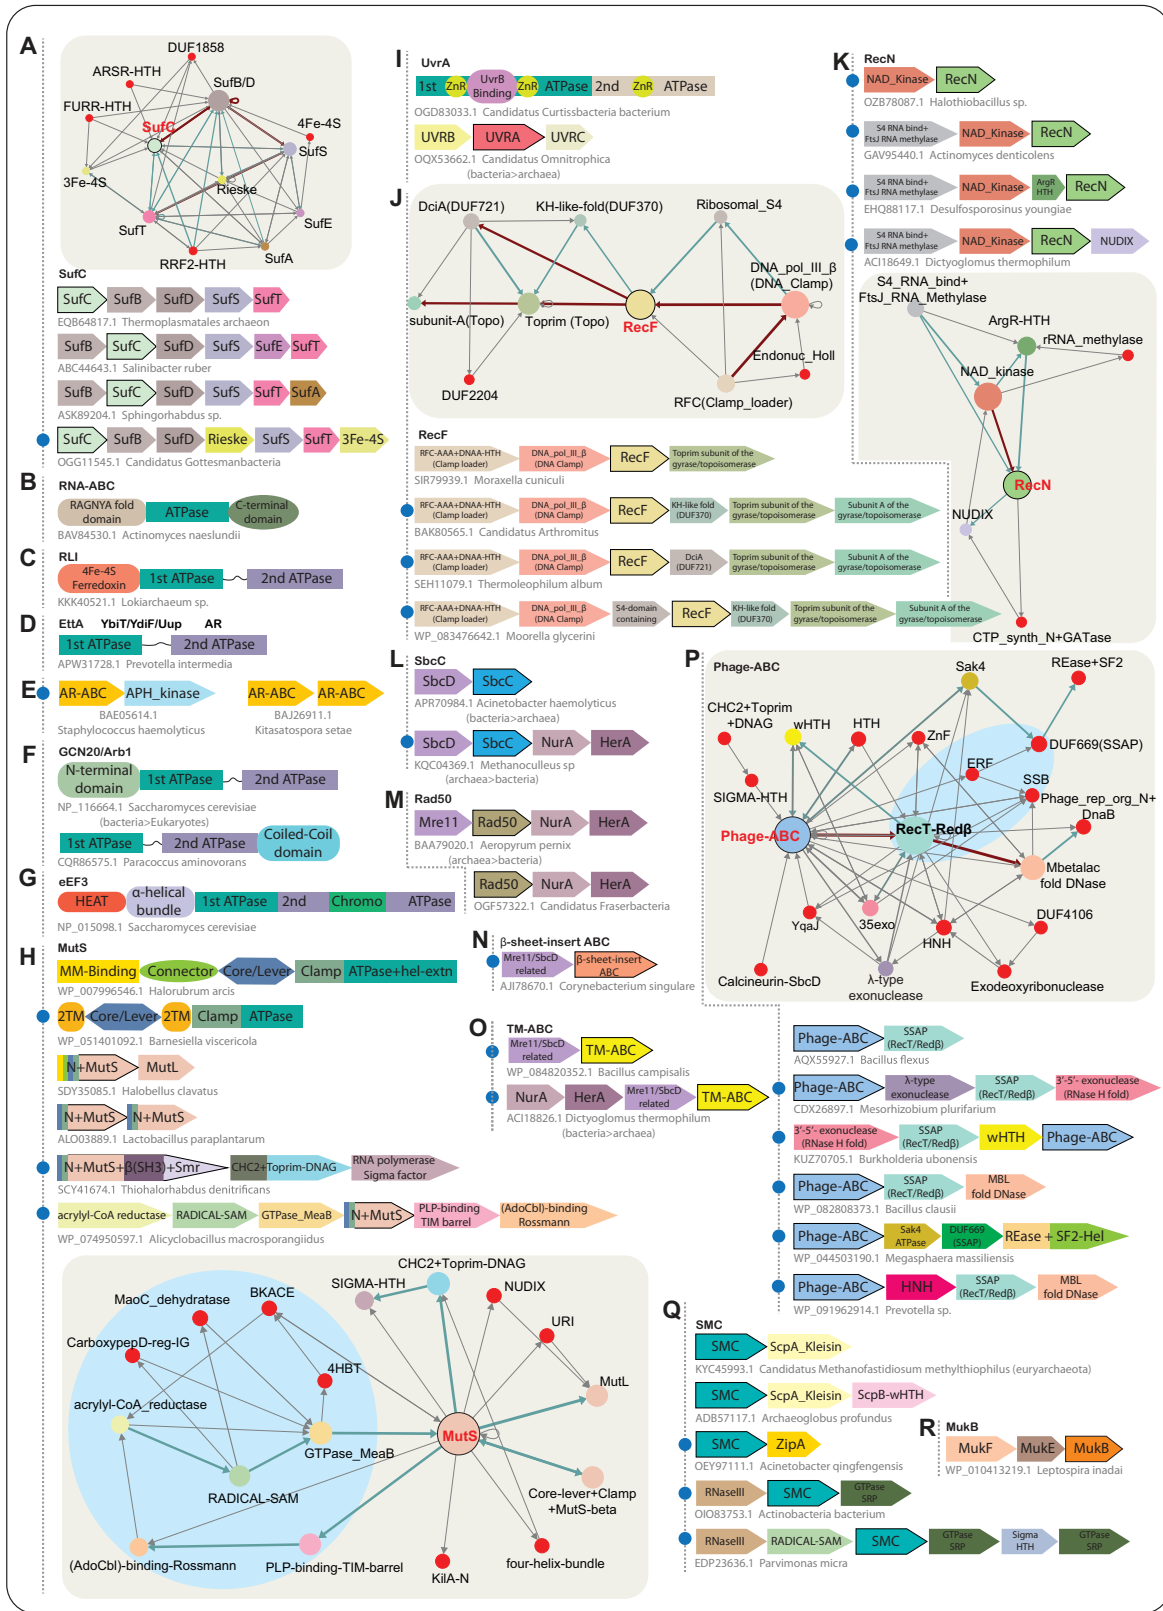 A
DUF1858
ARSR-HTH
SufB/D
FURR-HTH
SufC
4Fe-4S
SufS
3Fe-4S
Rieske
SufT
SufE
SufA
RRF2-HTH
SufC
SufC SufB SufD SufS SufT
EQB64817.1 Thermoplasmatales archaeon
SufB SufC SufD SufS SufE SufT
ABC44643.1 Salinibacter ruber
SufB SufC SufD SufS SufT SufA
ASK89204.1 Sphingorhabdus sp.
SufC SufB SufD Rieske SufS SufT 3Fe-4S
OGG11545.1 Candidatus Gottesmanbacteria
B
RNA-ABC
RAGNYA fold domain ATPase C-terminal domain
BAV84530.1 Actinomyces naeslundii
C
RLI
4Fe-4S Ferredoxin 1st ATPase 2nd ATPase
KKK40521.1 Lokiarchaeum sp.
D
EttA YbiT/YdiF/Uup AR
1st ATPase 2nd ATPase
APW31728.1 Prevotella intermedia
E
AR-ABC APH_kinase AR-ABC AR-ABC
BAE05614.1 BAJ26911.1
Staphylococcus haemolyticus Kitasatospora setae
F
GCN20/Arb1
N-terminal domain 1st ATPase 2nd ATPase
NP_116664.1 Saccharomyces cerevisiae
(bacteria>Eukaryotes)
1st ATPase 2nd ATPase Coiled-Coil domain
CQR86575.1 Paracoccus aminovorans
G
eEF3
HEAT α-helical bundle 1st ATPase 2nd Chromo ATPase
NP_015098.1 Saccharomyces cerevisiae
H
MutS
MM-Binding Connector Core/Lever Clamp ATPase+hel-extn
WP_007996546.1 Halorubrum arcis
2TM Core/Lever 2TM Clamp ATPase
WP_051401092.1 Barnesiella viscericola
N+MutS MutL
SDY35085.1 Halobellus clavatus
N+MutS N+MutS
ALO03889.1 Lactobacillus paraplantarum
N+MutS+β(SH3)+Smr CHC2+Toprim-DNAG RNA polymerase Sigma factor
SCY41674.1 Thiohalorhabdus denitrificans
acrylyl-CoA reductase RADICAL-SAM GTPase_MeaB N+MutS PLP-binding TIM barrel (AdoCbl)-binding Rossmann
WP_074950597.1 Alicyclobacillus macrosporangiidus
CHC2+Toprim-DNAG
SIGMA-HTH
NUDIX
BKACE
MaoC_dehydratase
URI
CarboxypepD-reg-IG
4HBT
MutL
acrylyl-CoA_reductase
GTPase_MeaB
MutS
RADICAL-SAM
Core-lever+Clamp
+MutS-beta
(AdoCbl)-binding-Rossmann
PLP-binding-TIM-barrel
KilA-N
four-helix-bundle
I
UvrA
1st ZnR UvrB Binding ZnR ATPase 2nd ZnR ATPase
OGD83033.1 Candidatus Curtissbacteria bacterium
UVRB UVRA UVRC
OQX53662.1 Candidatus Omnitrophica
(bacteria>archaea)
J
DciA(DUF721)
KH-like-fold(DUF370)
Ribosomal_S4
DNA_pol_III_β
(DNA_Clamp)
subunit-A(Topo)
Toprim (Topo)
RecF
Endonuc_Holl
DUF2204
RFC(Clamp_loader)
RecF
RFC-AAA+DNAA-HTH (Clamp loader) DNA_pol_III_β (DNA Clamp) RecF Toprim subunit of the gyrase/topoisomerase
SIR79939.1 Moraxella cuniculi
RFC-AAA+DNAA-HTH (Clamp loader) DNA_pol_III_β (DNA Clamp) RecF KH-like fold (DUF370) Toprim subunit of the gyrase/topoisomerase Subunit A of the gyrase/topoisomerase
BAK80565.1 Candidatus Arthromitus
RFC-AAA+DNAA-HTH (Clamp loader) DNA_pol_III_β (DNA Clamp) RecF DciA (DUF721) Toprim subunit of the gyrase/topoisomerase Subunit A of the gyrase/topoisomerase
SEH11079.1 Thermoleophilum album
RFC-AAA+DNAA-HTH (Clamp loader) DNA_pol_III_β (DNA Clamp) S4-domain containing RecF KH-like fold (DUF370) Toprim subunit of the gyrase/topoisomerase Subunit A of the gyrase/topoisomerase
WP_083476642.1 Moorella glycerini
K
RecN
NAD_Kinase RecN
OZB78087.1 Halothiobacillus sp.
S4 RNA bind+ FtsJ RNA methylase NAD_Kinase RecN
GAV95440.1 Actinomyces denticolens
S4 RNA bind+ FtsJ RNA methylase NAD_Kinase ArgR HTH RecN
EHQ88117.1 Desulfosporosinus youngiae
S4 RNA bind+ FtsJ RNA methylase NAD_Kinase RecN NUDIX
ACI18649.1 Dictyoglomus thermophilum
S4_RNA_bind+
FtsJ_RNA_Methylase
ArgR-HTH
rRNA_methylase
NAD_kinase
RecN
NUDIX
CTP_synth_N+GATase
L
SbcC
SbcD SbcC
APR70984.1 Acinetobacter haemolyticus
(bacteria>archaea)
SbcD SbcC NurA HerA
KQC04369.1 Methanoculleus sp
(archaea>bacteria)
M
Rad50
Mre11 Rad50 NurA HerA
BAA79020.1 Aeropyrum pernix
(archaea>bacteria)
Rad50 NurA HerA
OGF57322.1 Candidatus Fraserbacteria
N
β-sheet-insert ABC
Mre11/SbcD related β-sheet-insert ABC
AJI78670.1 Corynebacterium singulare
O
TM-ABC
Mre11/SbcD related TM-ABC
WP_084820352.1 Bacillus campisalis
NurA HerA Mre11/SbcD related TM-ABC
ACI18826.1 Dictyoglomus thermophilum
(bacteria>archaea)
P
Phage-ABC
Sak4
REase+SF2
CHC2+Toprim
+DNAG
wHTH
HTH
ZnF
DUF669(SSAP)
ERF
SIGMA-HTH
SSB
Phage_rep_org_N+
DnaB
Phage-ABC
RecT-Redβ
Mbetalac
fold DNase
YqaJ
35exo
HNH
DUF4106
Calcineurin-SbcD
λ-type
exonuclease
Exodeoxyribonuclease
Phage-ABC SSAP (RecT/Redβ)
AQX55927.1 Bacillus flexus
Phage-ABC λ-type exonuclease SSAP (RecT/Redβ) 3'-5'- exonuclease (RNase H fold)
CDX26897.1 Mesorhizobium plurifarium
3'-5'- exonuclease (RNase H fold) SSAP (RecT/Redβ) wHTH Phage-ABC
KUZ70705.1 Burkholderia ubonensis
Phage-ABC SSAP (RecT/Redβ) MBL fold DNase
WP_082808373.1 Bacillus clausii
Phage-ABC Sak4 ATPase DUF669 (SSAP) REase + SF2-Hel
WP_044503190.1 Megasphaera massiliensis
Phage-ABC HNH SSAP (RecT/Redβ) MBL fold DNase
WP_091962914.1 Prevotella sp.
Q
SMC
SMC ScpA_Kleisin
KYC45993.1 Candidatus Methanofastidiosum methylthiophilus (euryarchaeota)
SMC ScpA_Kleisin ScpB-wHTH
ADB57117.1 Archaeoglobus profundus
SMC ZipA
OEY97111.1 Acinetobacter qingfengensis
RNaseIII SMC GTPase SRP
OIO83753.1 Actinobacteria bacterium
RNaseIII RADICAL-SAM SMC GTPase SRP Sigma HTH GTPase SRP
EDP23636.1 Parvimonas micra
R
MukB
MukF MukE MukB
WP_010413219.1 Leptospira inadai